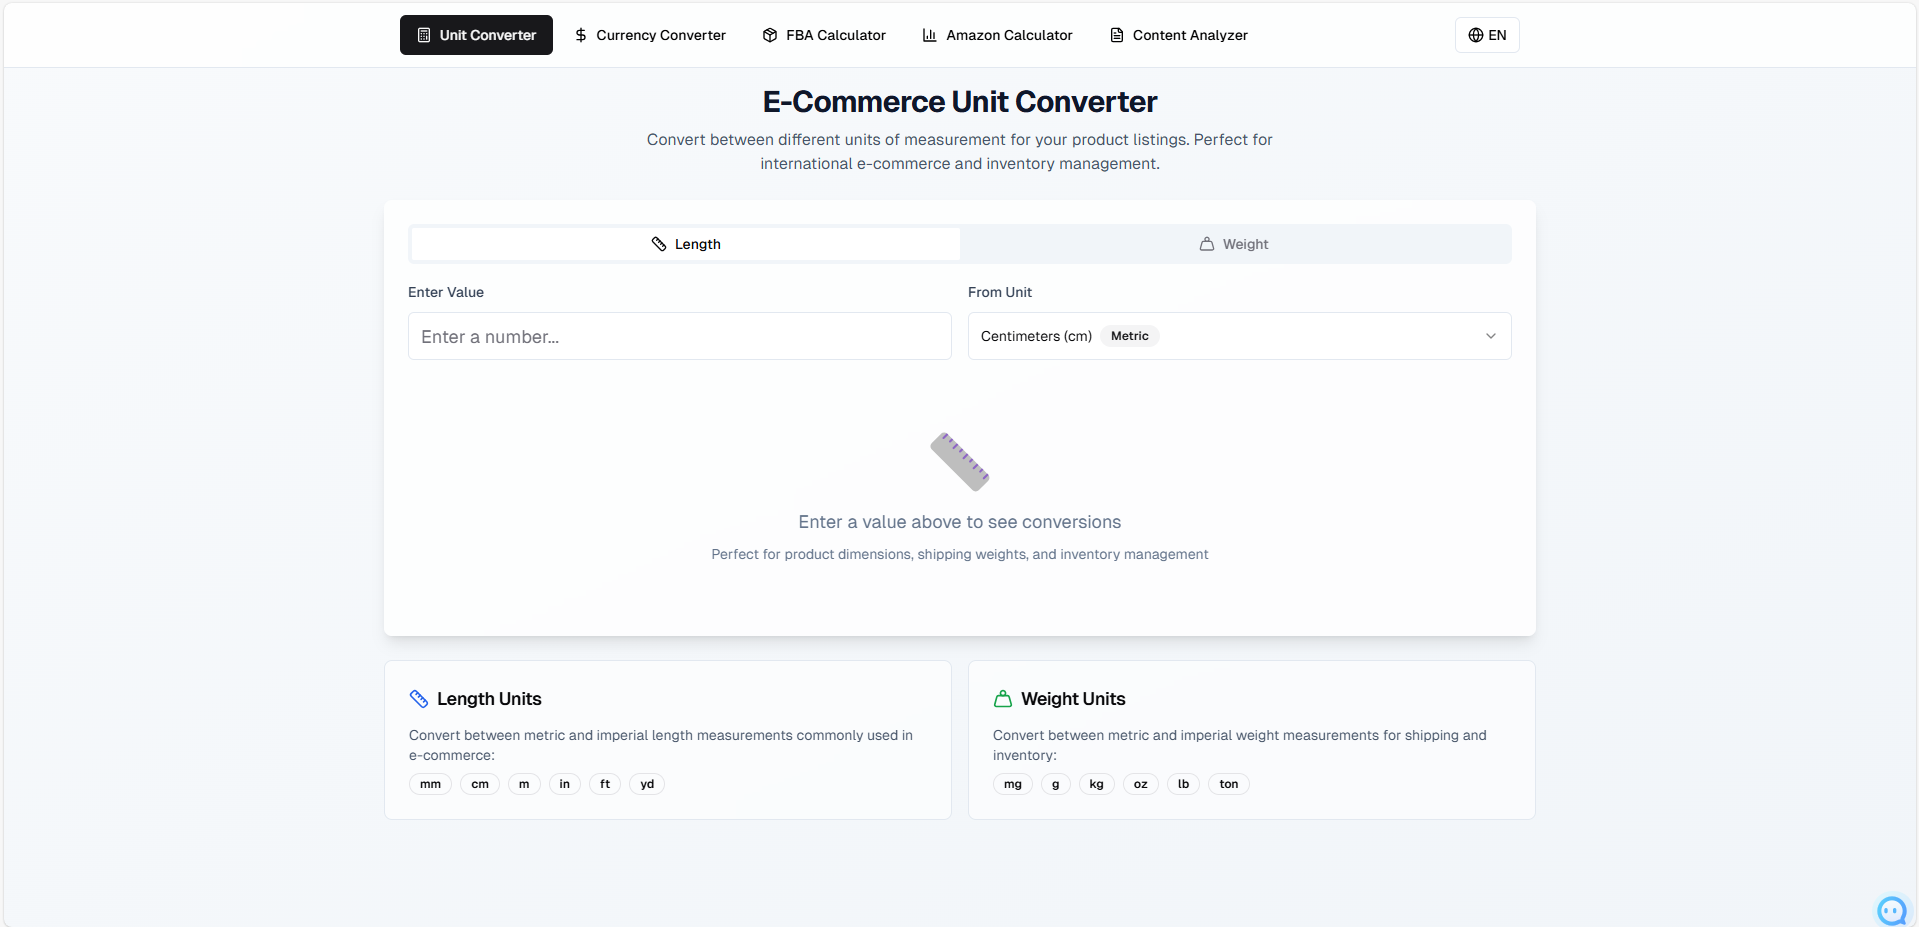 Unit Converter
Currency Converter
FBA Calculator
Amazon Calculator
Content Analyzer
EN
E-Commerce Unit Converter
Convert between different units of measurement for your product listings. Perfect for
international e-commerce and inventory management.
Length
Weight
Enter Value
From Unit
Enter a number...
Centimeters (cm) Metric
Enter a value above to see conversions
Perfect for product dimensions, shipping weights, and inventory management
Length Units
Convert between metric and imperial length measurements commonly used in
e-commerce:
mm cm m in ft yd
Weight Units
Convert between metric and imperial weight measurements for shipping and
inventory:
mg g kg oz lb ton